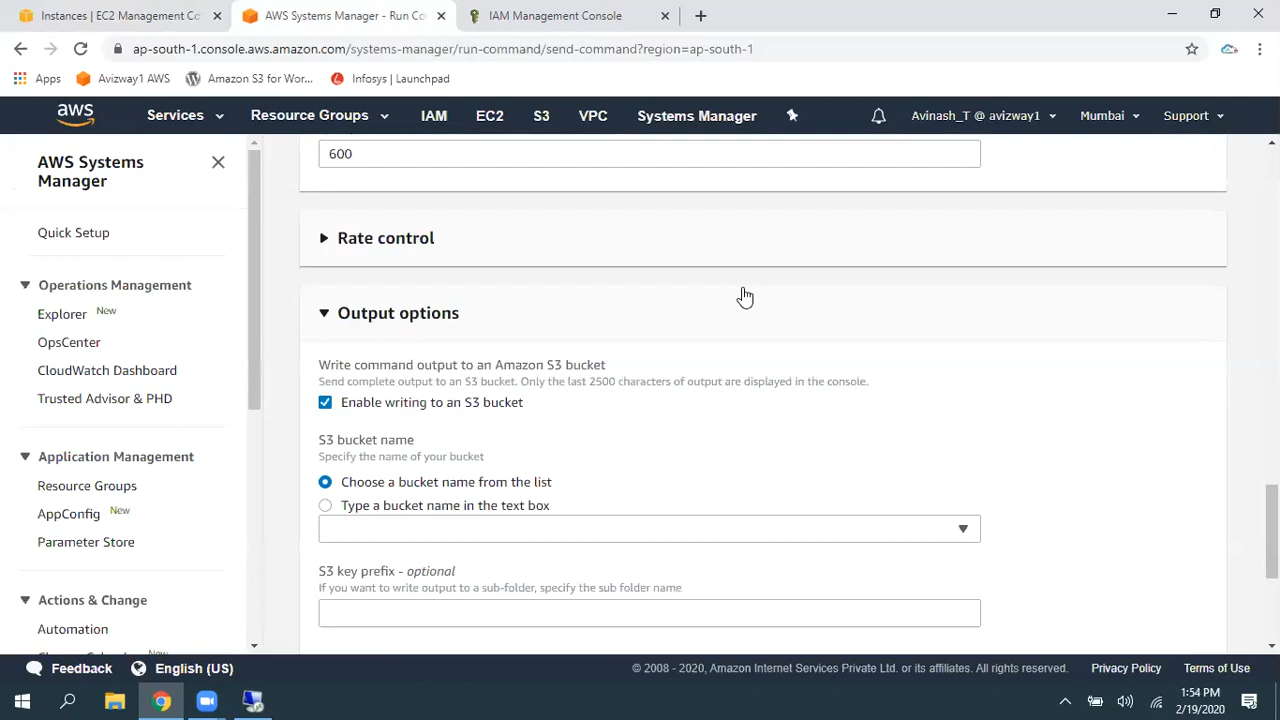 Instances | EC2 Management Co
AWS Systems Manager - Run Co
IAM Management Console
ap-south-1.console.aws.amazon.com/systems-manager/run-command/send-command?region=ap-south-1
Apps
Avizway1 AWS
Amazon S3 for Wor...
Infosys | Launchpad
aws
Services
Resource Groups
IAM
EC2
S3
VPC
Systems Manager
Avinash_T @ avizway1
Mumbai
Support
AWS Systems
Manager
Quick Setup
Operations Management
Explorer New
OpsCenter
CloudWatch Dashboard
Trusted Advisor & PHD
Application Management
Resource Groups
AppConfig New
Parameter Store
Actions & Change
Automation
New
600
Rate control
Output options
Write command output to an Amazon S3 bucket
Send complete output to an S3 bucket. Only the last 2500 characters of output are displayed in the console.
Enable writing to an S3 bucket
S3 bucket name
Specify the name of your bucket
Choose a bucket name from the list
Type a bucket name in the text box
S3 key prefix - optional
If you want to write output to a sub-folder, specify the sub folder name
Feedback
English (US)
© 2008 - 2020, Amazon Internet Services Private Ltd. or its affiliates. All rights reserved.
Privacy Policy
Terms of Use
1:54 PM
2/19/2020